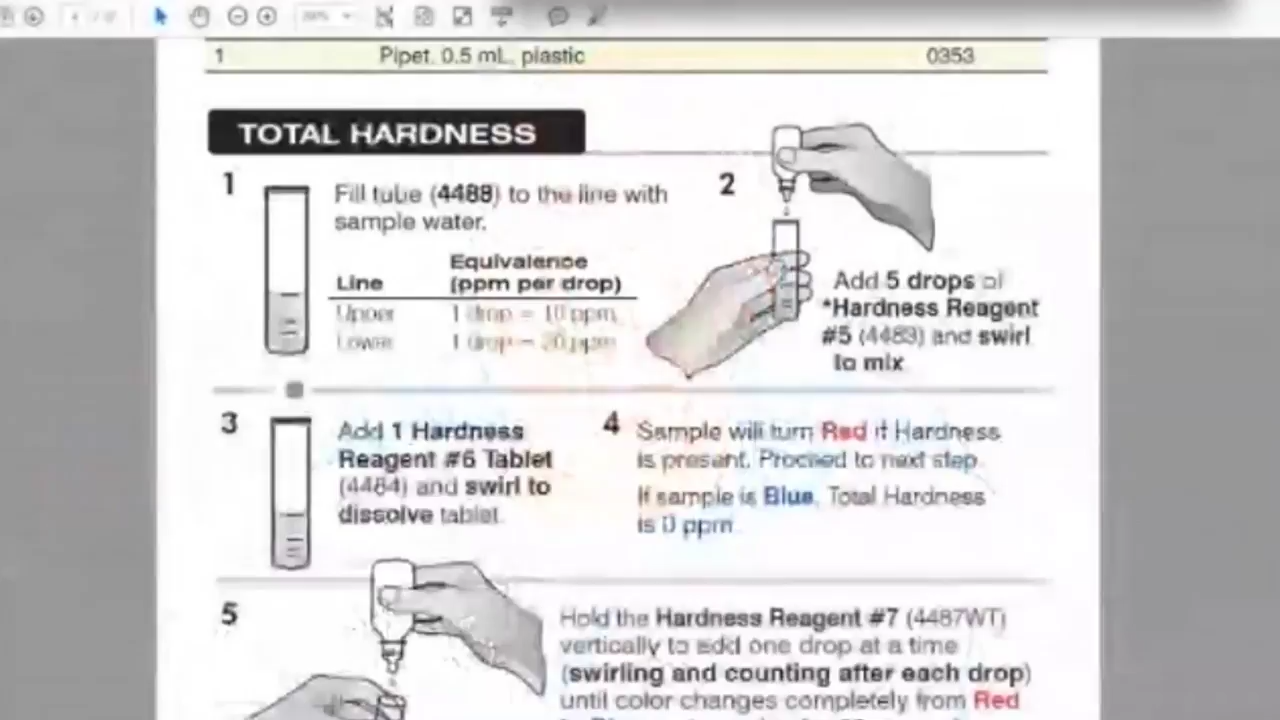 1 Pipet, 0.5 mL, plastic 0353
TOTAL HARDNESS
1
Fill tube (4488) to the line with
sample water.
Line Equivalence
(ppm per drop)
Upper 1 drop = 10 ppm
Lower 1 drop = 20 ppm
2
Add 5 drops of
*Hardness Reagent
#5 (4483) and swirl
to mix
3
Add 1 Hardness
Reagent #6 Tablet
(4484) and swirl to
dissolve tablet.
4
Sample will turn Red if Hardness
is present. Proceed to next step.
If sample is Blue, Total Hardness
is 0 ppm.
5
Hold the Hardness Reagent #7 (4487WT)
vertically to add one drop at a time
(swirling and counting after each drop)
until color changes completely from Red